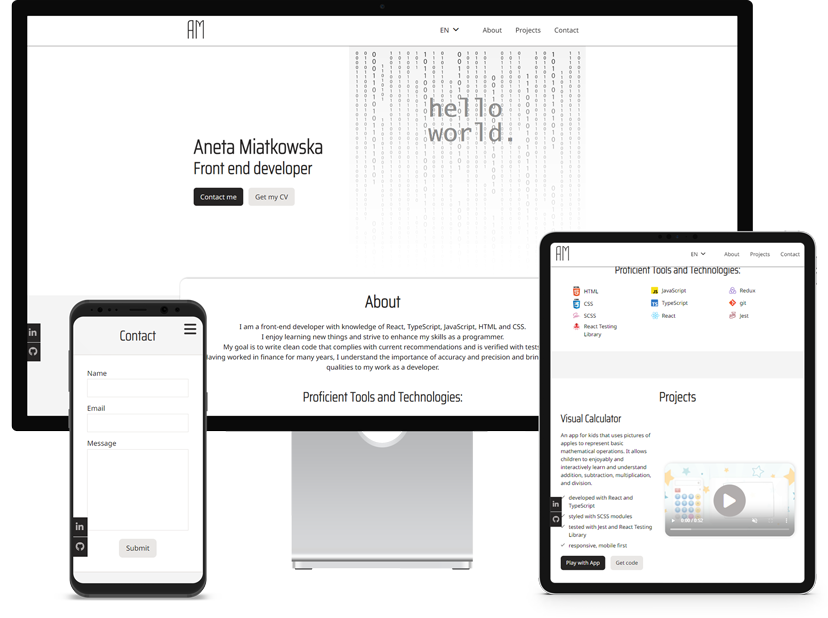 AM
EN
About
Projects
Contact
hello
world.
Aneta Miatkowska
Front end developer
Contact me
Get my CV
About
I am a front-end developer with knowledge of React, TypeScript, JavaScript, HTML and CSS.
I enjoy learning new things and strive to enhance my skills as a programmer.
My goal is to write clean code that complies with current recommendations and is verified with test
Having worked in finance for many years, I understand the importance of accuracy and precision and brin
qualities to my work as a developer.
Proficient Tools and Technologies:
in
Contact
Name
Email
Message
in
Submit
AM
EN
About
Projects
Contact
Proficient Tools and Technologies:
HTML
JavaScript
Redux
CSS
TS TypeScript
git
SCSS
React
Jest
React Testing
Library
Projects
Visual Calculator
An app for kids that uses pictures of
apples to represent basic
mathematical operations. It allows
children to enjoyably and
interactively learn and understand
addition, subtraction, multiplication,
and division.
in
developed with React and
TypeScript
styled with SCSS modules
tested with Jest and React Testing
Library
responsive, mobile first
0:00 / 0:12
Play with App
Get code